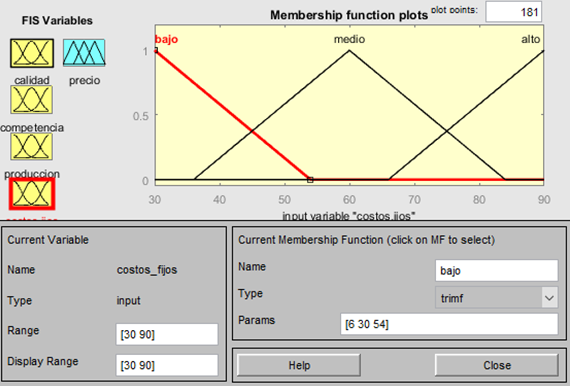 FIS Variables
calidad
precio
competencia
produccion
Membership function plots
plot points:
181
bajo
medio
alto
1
0.5
0
30
40
50
60
70
80
90
input variable "costos.jios"
Current Variable
Name
costos_fijos
Type
input
Range
[30 90]
Display Range
[30 90]
Current Membership Function (click on MF to select)
Name
bajo
Type
trimf
Params
[6 30 54]
Help
Close